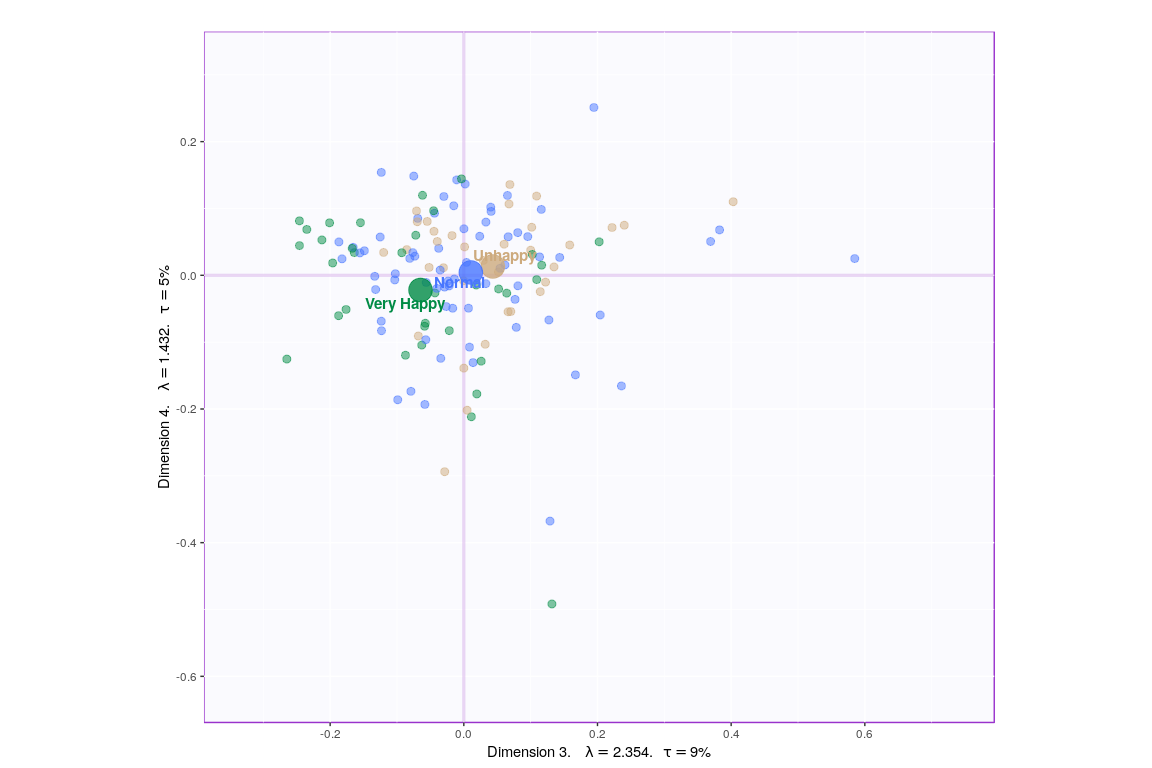 0.2
0.0
-0.2
-0.4
-0.6
Dimension 4. λ = 1.432. τ = 5%
Unhappy
Normal
Very Happy
-0.2
0.0
0.2
0.4
0.6
Dimension 3. λ = 2.354. τ = 9%